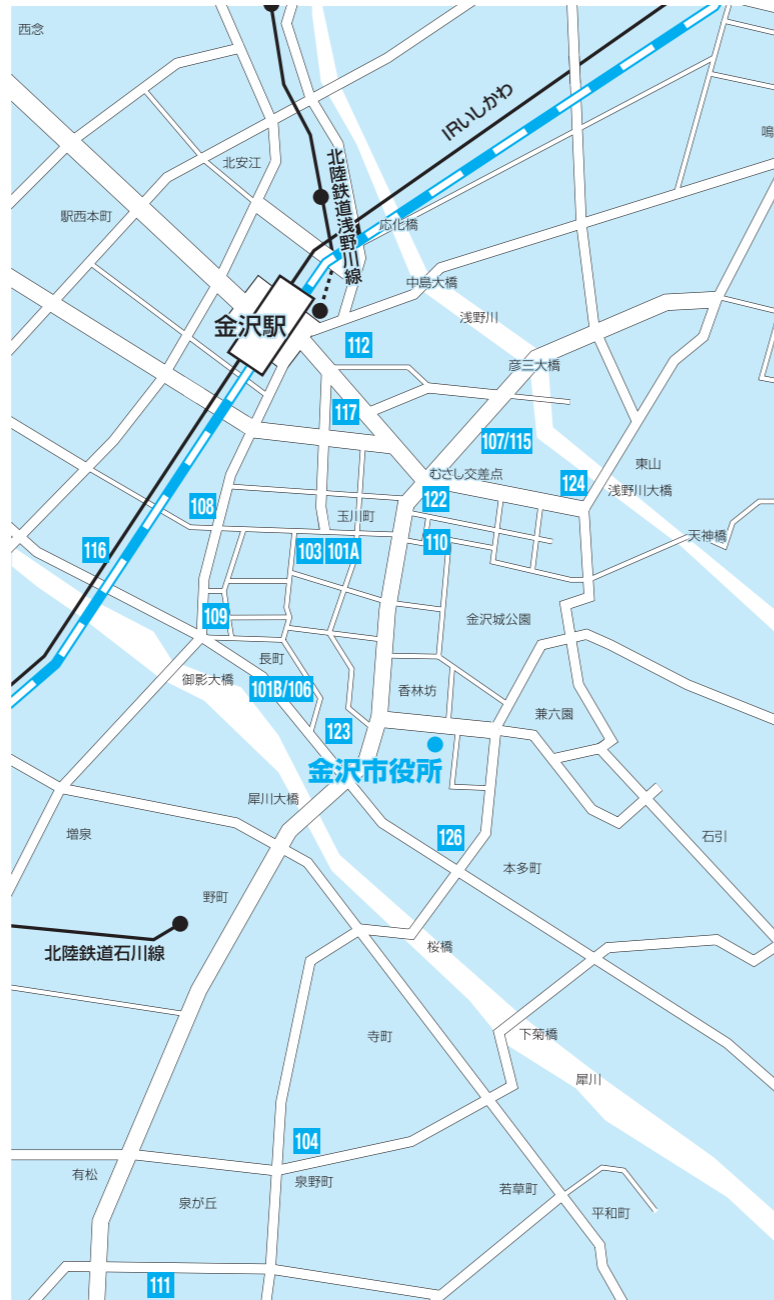 西念
IRいしかわ
鳴
北安江
北陸鉄道浅野川線
駅西本町
応化橋
中島大橋
浅野川
金沢駅
112
彦三大橋
117
107/115
東山
むさし交差点
124
浅野川大橋
122
108
玉川町
天神橋
116
103
101A
110
109
金沢城公園
長町
御影大橋
101B/106
香林坊
兼六園
123
金沢市役所
犀川大橋
増泉
126
石引
本多町
野町
北陸鉄道石川線
桜橋
寺町
下菊橋
犀川
104
有松
泉野町
泉が丘
若草町
平和町
111